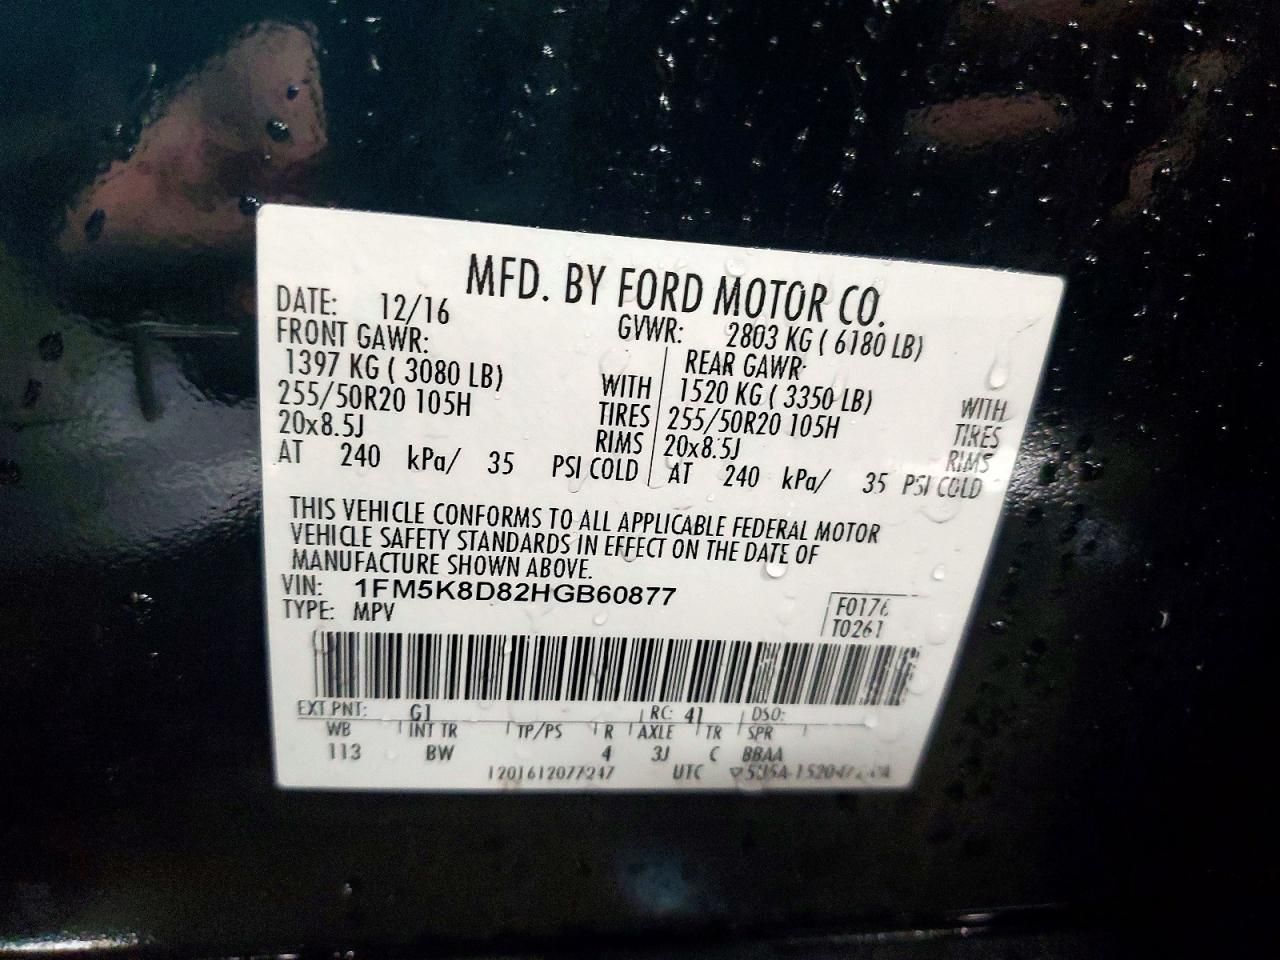 MFD. BY FORD MOTOR CO.
DATE: 12/16 GVWR: 2803 KG ( 6180 LB)
FRONT GAWR: REAR GAWR:
1397 KG ( 3080 LB) WITH 1520 KG ( 3350 LB) WITH
255/50R20 105H TIRES 255/50R20 105H TIRES
20x8.5J RIMS 20x8.5J RIMS
AT 240 kPa/ 35 PSI COLD AT 240 kPa/ 35 PSI COLD
THIS VEHICLE CONFORMS TO ALL APPLICABLE FEDERAL MOTOR
VEHICLE SAFETY STANDARDS IN EFFECT ON THE DATE OF
MANUFACTURE SHOWN ABOVE.
VIN: 1FM5K8D82HGB60877
TYPE: MPV
F0176
T0261
EXT PNT: G1 RC: 41 DSO:
WB INT TR TP/PS R AXLE TR SPR
113 BW 4 3J C BBAA
1201612077247 UTC